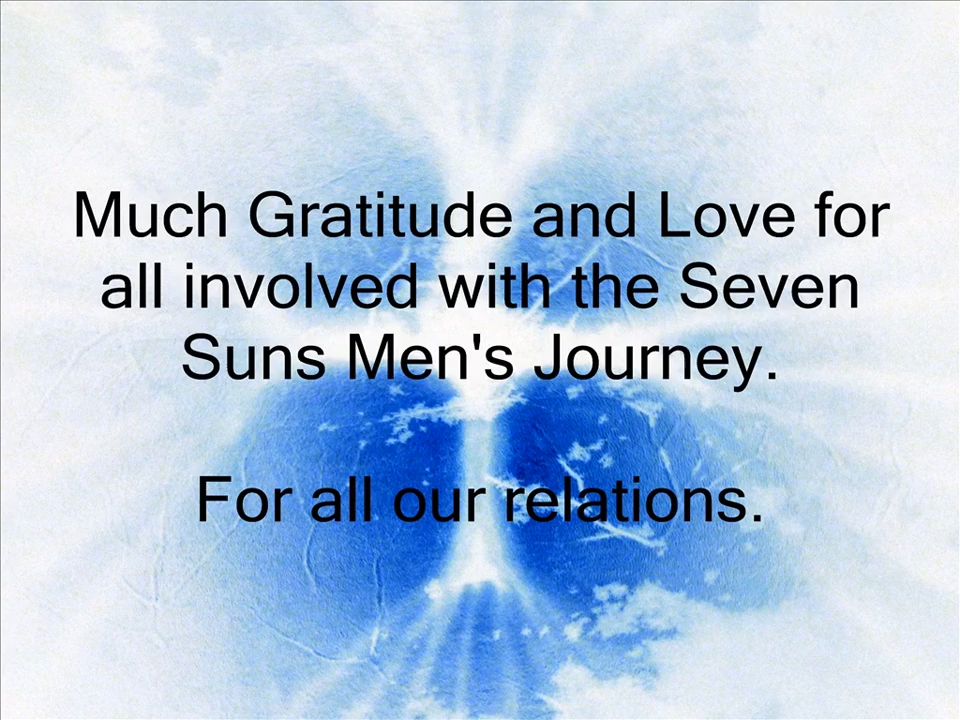 Much Gratitude and Love for
all involved with the Seven
Suns Men's Journey.
For all our relations.